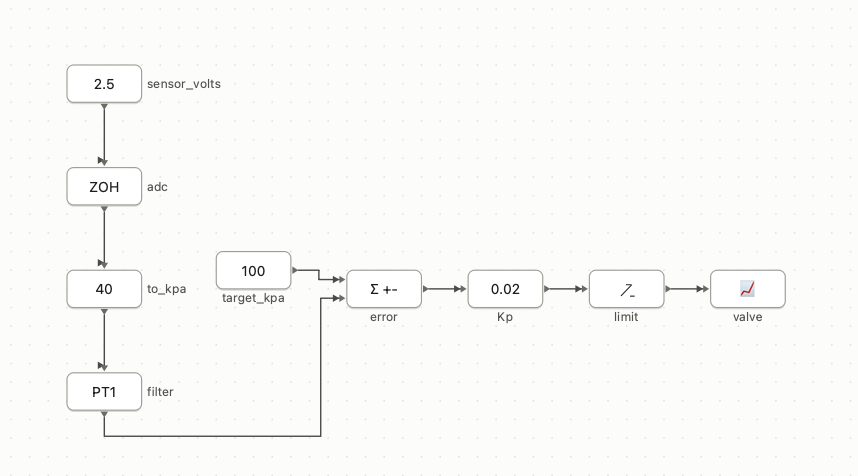 2.5
sensor_volts
ZOH
adc
40
to_kpa
PT1
filter
100
target_kpa
Σ +-
error
0.02
Kp
limit
valve